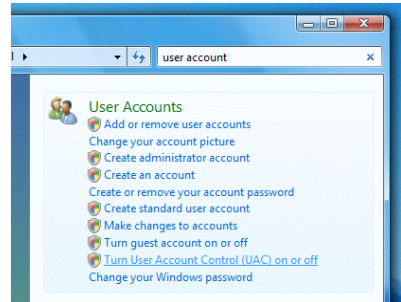 user account
User Accounts
Add or remove user accounts
Change your account picture
Create administrator account
Create an account
Create or remove your account password
Create standard user account
Make changes to accounts
Turn guest account on or off
Turn User Account Control (UAC) on or off
Change your Windows password